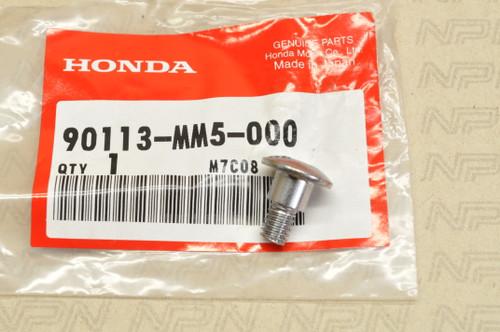 HONDA
GENUINE PARTS
Honda Motor Co., Ltd.
Made in Japan
90113-MM5-000
QTY 1 M7C08
NPN